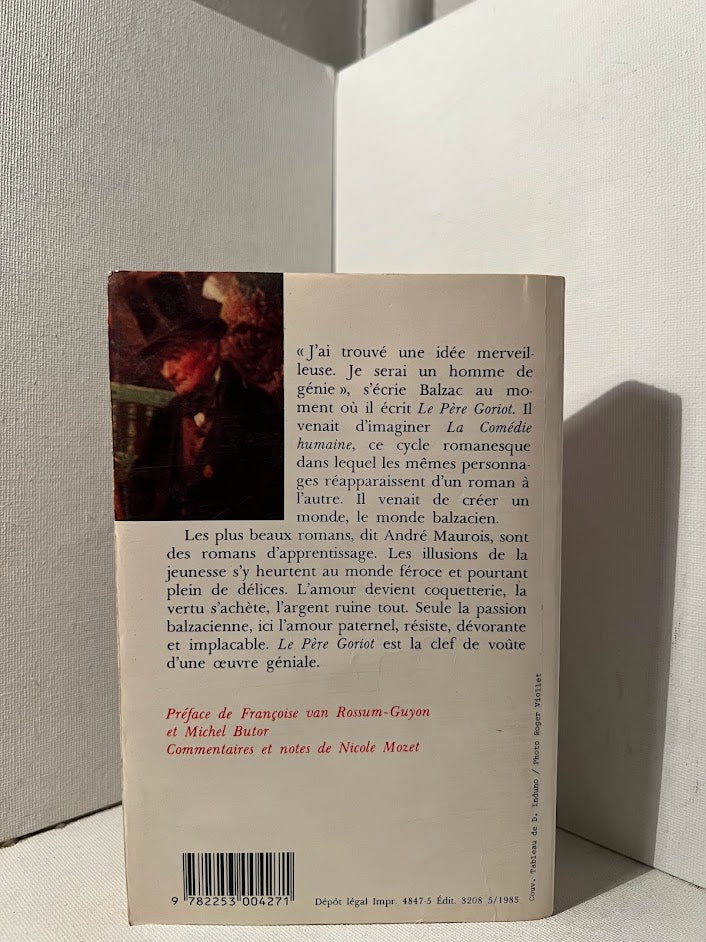 « J'ai trouvé une idée merveil-
leuse. Je serai un homme de
génie », s'écrie Balzac au mo-
ment où il écrit Le Père Goriot. Il
venait d'imaginer La Comédie
humaine, ce cycle romanesque
dans lequel les mêmes personna-
ges réapparaissent d'un roman à
l'autre. Il venait de créer un
monde, le monde balzacien.
Les plus beaux romans, dit André Maurois, sont
des romans d'apprentissage. Les illusions de la
jeunesse s'y heurtent au monde féroce et pourtant
plein de délices. L'amour devient coquetterie, la
vertu s'achète, l'argent ruine tout. Seule la passion
balzacienne, ici l'amour paternel, résiste, dévorante
et implacable. Le Père Goriot est la clef de voûte
d'une œuvre géniale.
Préface de Françoise van Rossum-Guyon
et Michel Butor
Commentaires et notes de Nicole Mozet
Couv. Tableau de D. Induno / Photo Roger Viollet
9 782253 004271
Dépôt légal Impr. 4847-5 Édit. 3208 5/1985